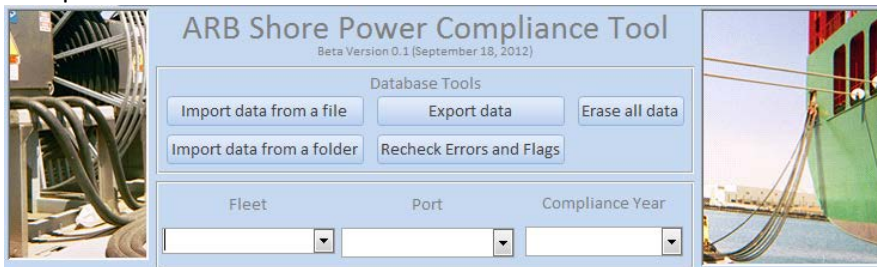 ARB Shore Power Compliance Tool
Beta Version 0.1 (September 18, 2012)
Database Tools
Import data from a file Export data Erase all data
Import data from a folder Recheck Errors and Flags
Fleet Port Compliance Year